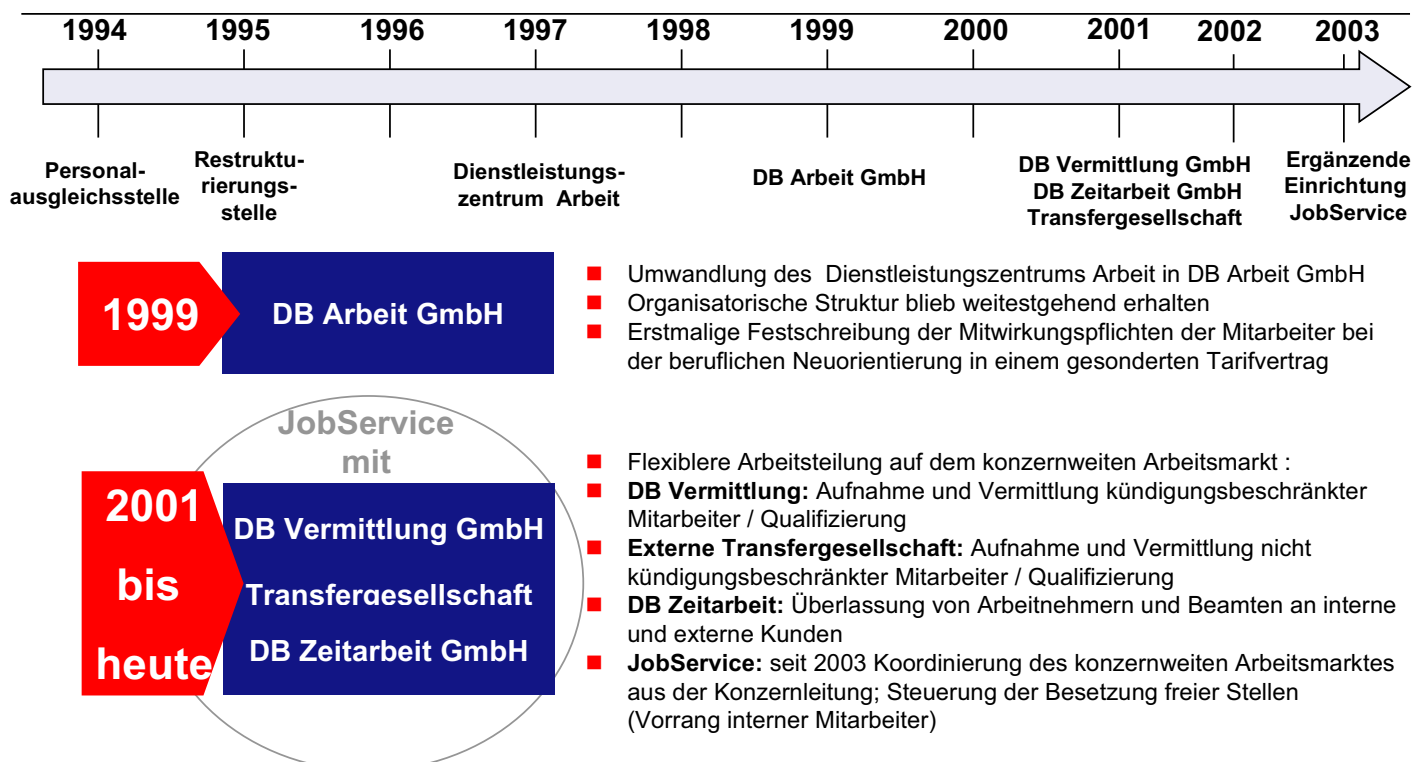 1994 1995 1996 1997 1998 1999 2000 2001 2002 2003
Personal-
ausgleichsstelle
Restruktu-
rierungs-
stelle
Dienstleistungs-
zentrum Arbeit
DB Arbeit GmbH
DB Vermittlung GmbH
DB Zeitarbeit GmbH
Transfergesellschaft
Ergänzende
Einrichtung
JobService
1999
DB Arbeit GmbH
Umwandlung des Dienstleistungszentrums Arbeit in DB Arbeit GmbH
Organisatorische Struktur blieb weitestgehend erhalten
Erstmalige Festschreibung der Mitwirkungspflichten der Mitarbeiter bei
der beruflichen Neuorientierung in einem gesonderten Tarifvertrag
JobService
mit
2001
bis
heute
DB Vermittlung GmbH
Transfergesellschaft
DB Zeitarbeit GmbH
Flexiblere Arbeitsteilung auf dem konzernweiten Arbeitsmarkt :
DB Vermittlung: Aufnahme und Vermittlung kündigungsbeschränkter
Mitarbeiter / Qualifizierung
Externe Transfergesellschaft: Aufnahme und Vermittlung nicht
kündigungsbeschränkter Mitarbeiter / Qualifizierung
DB Zeitarbeit: Überlassung von Arbeitnehmern und Beamten an interne
und externe Kunden
JobService: seit 2003 Koordinierung des konzernweiten Arbeitsmarktes
aus der Konzernleitung; Steuerung der Besetzung freier Stellen
(Vorrang interner Mitarbeiter)